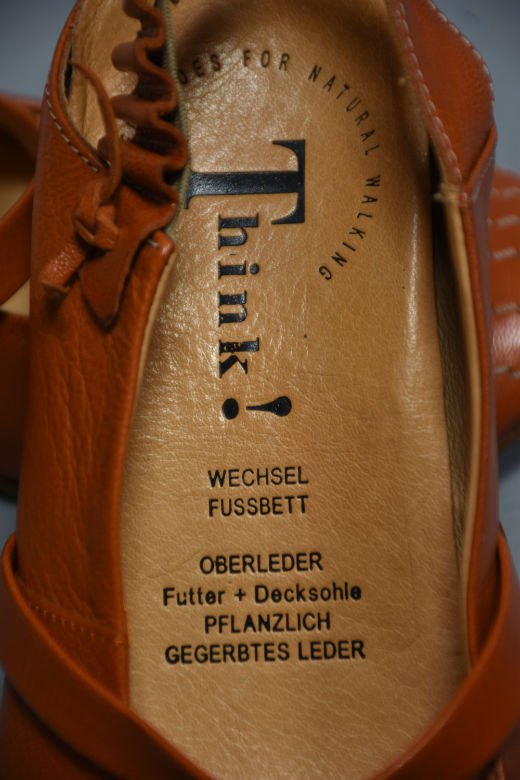 FOR NATURAL WALKING
Think!
WECHSEL
FUSSBETT
OBERLEDER
Futter + Decksohle
PFLANZLICH
GEGERBTES LEDER